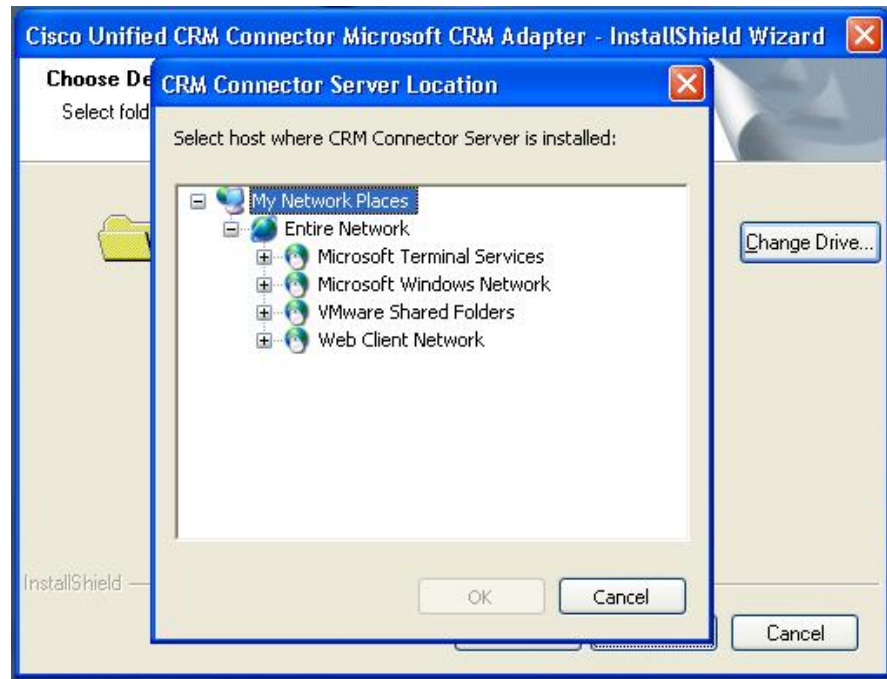 Cisco Unified CRM Connector Microsoft CRM Adapter - InstallShield Wizard
Choose De
Select fold
CRM Connector Server Location
Select host where CRM Connector Server is installed:
My Network Places
Entire Network
Microsoft Terminal Services
Microsoft Windows Network
VMware Shared Folders
Web Client Network
Change Drive...
InstallShield
OK
Cancel
Cancel